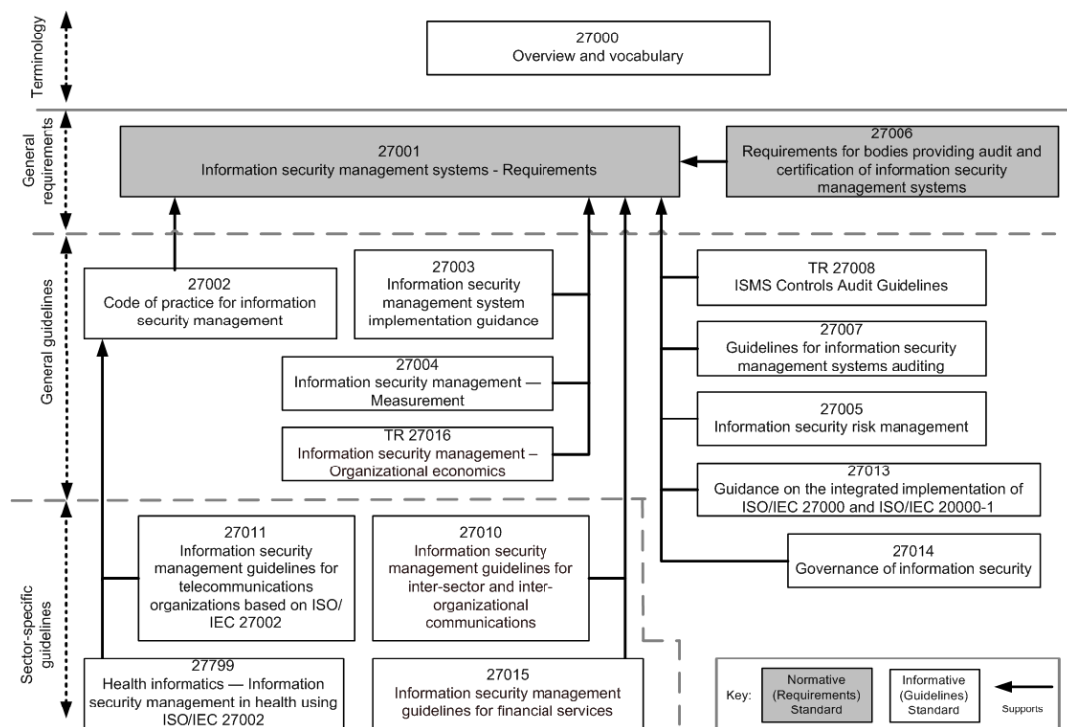 Terminology
27000
Overview and vocabulary
General
requirements
27001
Information security management systems - Requirements
27006
Requirements for bodies providing audit and
certification of information security
management systems
General guidelines
27002
Code of practice for information
security management
27003
Information security
management system
implementation guidance
27004
Information security management —
Measurement
TR 27016
Information security management –
Organizational economics
TR 27008
ISMS Controls Audit Guidelines
27007
Guidelines for information security
management systems auditing
27005
Information security risk management
27013
Guidance on the integrated implementation of
ISO/IEC 27000 and ISO/IEC 20000-1
27014
Governance of information security
Sector-specific
guidelines
27011
Information security
management guidelines for
telecommunications
organizations based on ISO/
IEC 27002
27010
Information security
management guidelines for
inter-sector and inter-
organizational
communications
27799
Health informatics — Information
security management in health using
ISO/IEC 27002
27015
Information security management
guidelines for financial services
Key:
Normative
(Requirements)
Standard
Informative
(Guidelines)
Standard
Supports